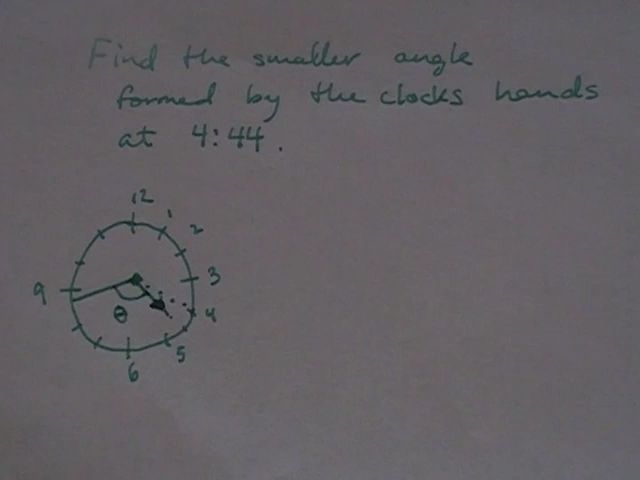 Find the smaller angle
formed by the clocks hands
at 4:44.
12
1
2
3
9
4
θ
5
6